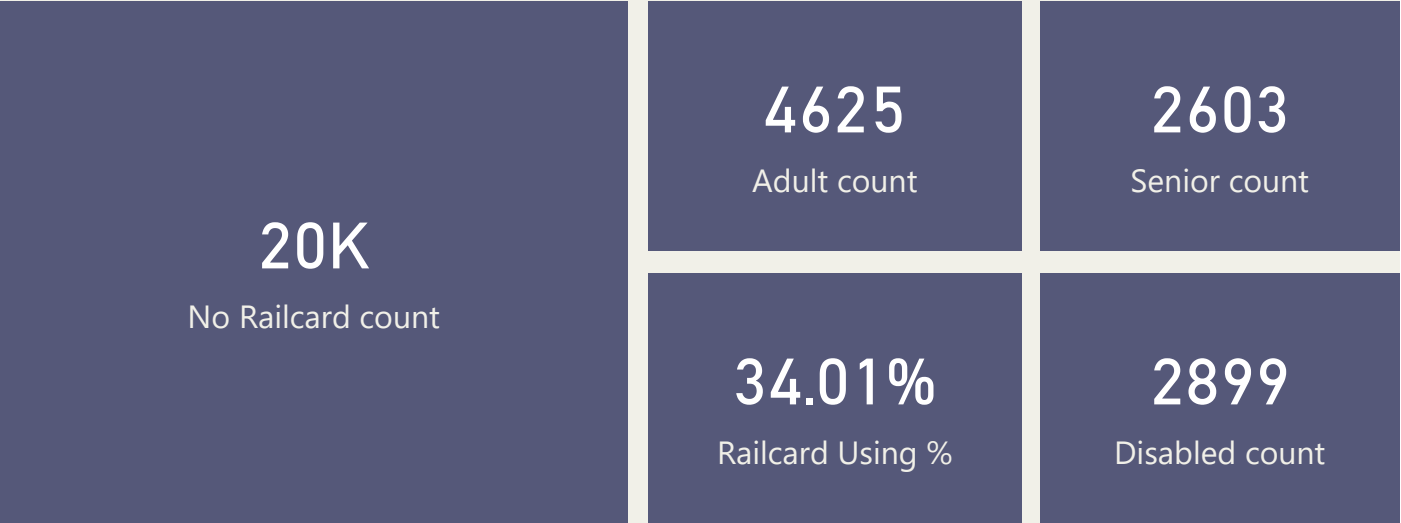 20K
No Railcard count
4625
Adult count
2603
Senior count
34.01%
Railcard Using %
2899
Disabled count